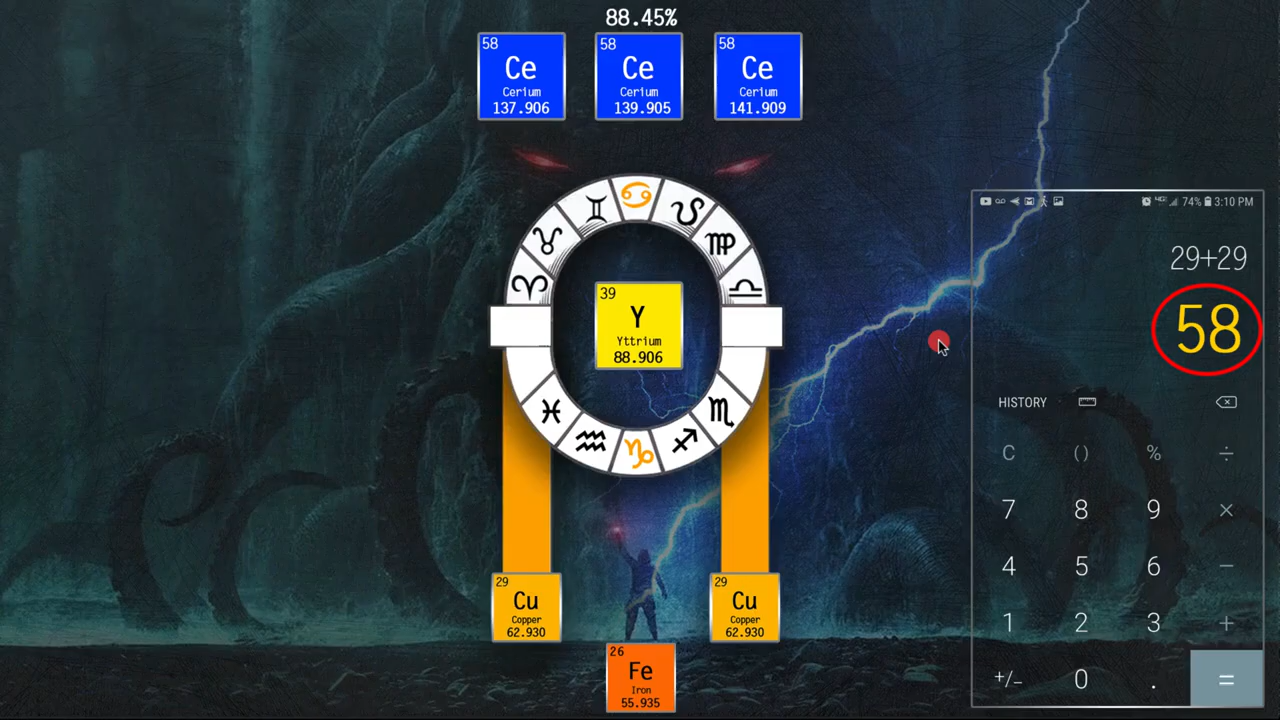 88.45%
58
Ce
Cerium
137.906
58
Ce
Cerium
139.905
58
Ce
Cerium
141.909
♋
♊ ♌
♉ ♍
♈ ♎
39
Y
Yttrium
88.906
♓ ♏
♒ ♐
♑
29
Cu
Copper
62.930
29
Cu
Copper
62.930
26
Fe
Iron
55.935
74% 3:10 PM
29+29
58
HISTORY
C () % ÷
7 8 9 ×
4 5 6 −
1 2 3 +
+/− 0 . =